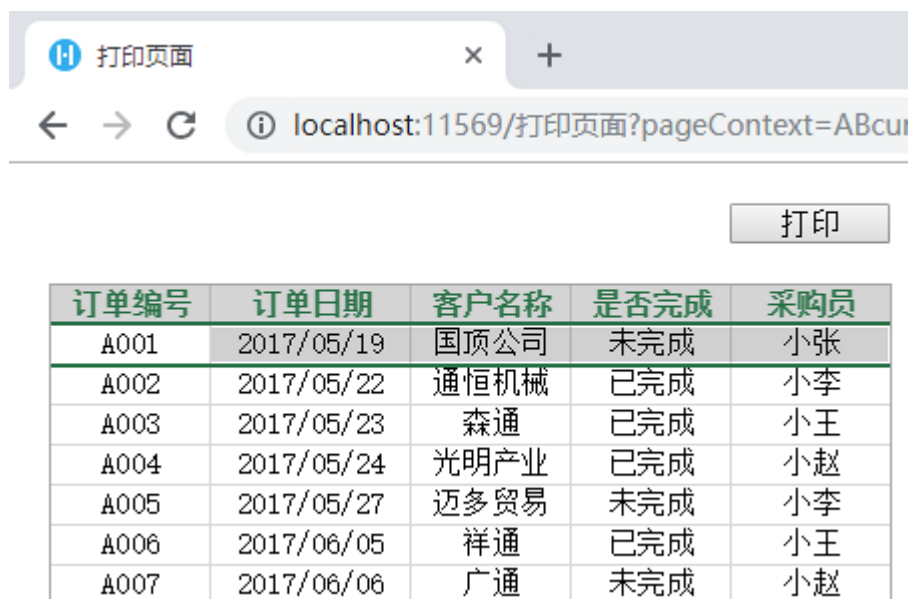 打印页面
localhost:11569/打印页面?pageContext=ABcur
打印
订单编号 订单日期 客户名称 是否完成 采购员
A001 2017/05/19 国顶公司 未完成 小张
A002 2017/05/22 通恒机械 已完成 小李
A003 2017/05/23 森通 已完成 小王
A004 2017/05/24 光明产业 已完成 小赵
A005 2017/05/27 迈多贸易 未完成 小李
A006 2017/06/05 祥通 已完成 小王
A007 2017/06/06 广通 未完成 小赵